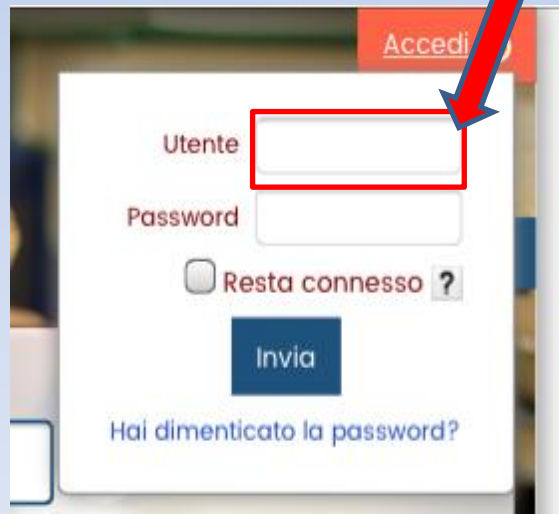 Accedi
Utente
Password
Resta connesso ?
Invia
Hai dimenticato la password?